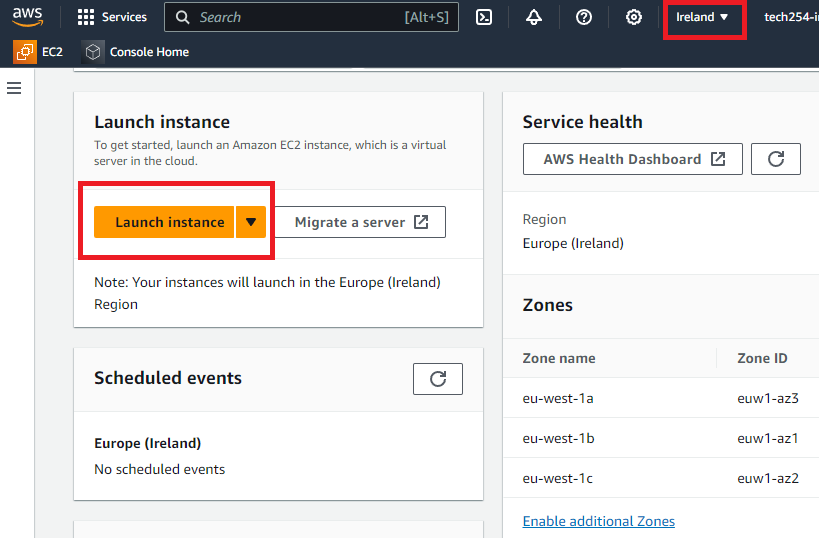 aws
Services
Search
[Alt+S]
Ireland
EC2
Console Home
Launch instance
To get started, launch an Amazon EC2 instance, which is a virtual
server in the cloud.
Launch instance
Migrate a server
Note: Your instances will launch in the Europe (Ireland)
Region
Scheduled events
Europe (Ireland)
No scheduled events
Service health
AWS Health Dashboard
Region
Europe (Ireland)
Zones
Zone name Zone ID
eu-west-1a euw1-az3
eu-west-1b euw1-az1
eu-west-1c euw1-az2
Enable additional Zones